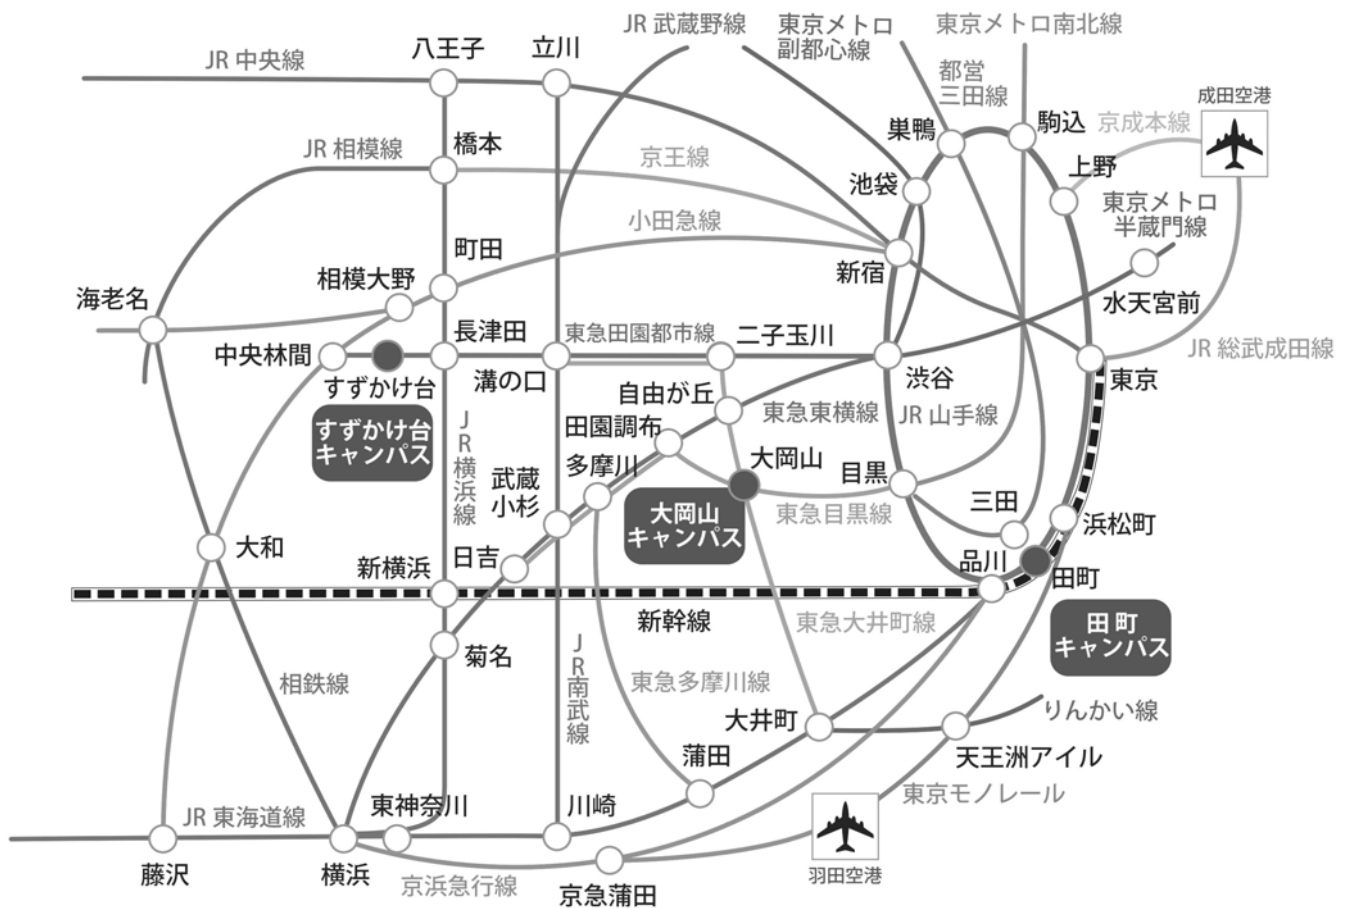 JR 武蔵野線
東京メトロ
副都心線
東京メトロ南北線
JR 中央線
八王子
立川
都営
三田線
成田空港
巣鴨
駒込
京成本線
橋本
JR 相模線
京王線
上野
池袋
東京メトロ
半蔵門線
小田急線
町田
新宿
相模大野
海老名
水天宮前
中央林間
長津田
東急田園都市線
二子玉川
JR 総武成田線
すずかけ台
溝の口
渋谷
東京
すずかけ台
キャンパス
自由が丘
東急東横線
JR 山手線
田園調布
JR横浜線
多摩川
大岡山
目黒
武蔵
小杉
三田
大岡山
キャンパス
東急目黒線
浜松町
大和
日吉
新横浜
品川
田町
新幹線
東急大井町線
田 町
キャンパス
菊名
JR南武線
相鉄線
東急多摩川線
大井町
りんかい線
蒲田
天王洲アイル
東京モノレール
JR 東海道線
東神奈川
川崎
藤沢
横浜
京浜急行線
京急蒲田
羽田空港